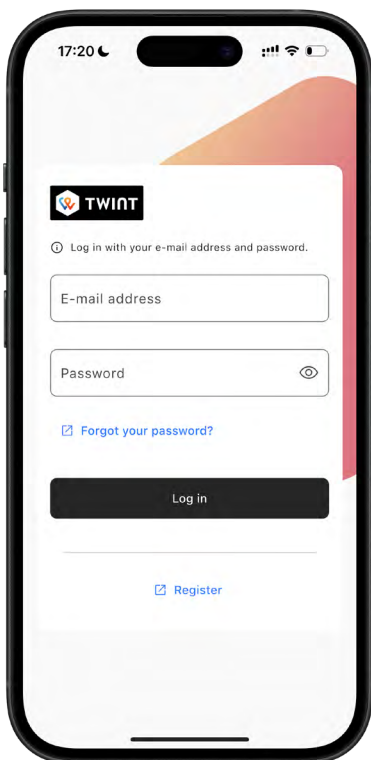 17:20
TWINT
Log in with your e-mail address and password.
E-mail address
Password
Forgot your password?
Log in
Register